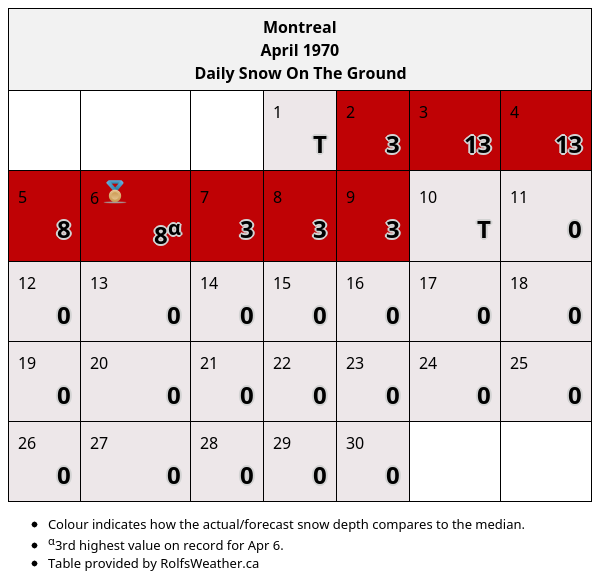 Montreal
April 1970
Daily Snow On The Ground
1 2 3 4
T 3 13 13
5 6 7 8 9 10 11
8 8α 3 3 3 T 0
12 13 14 15 16 17 18
0 0 0 0 0 0 0
19 20 21 22 23 24 25
0 0 0 0 0 0 0
26 27 28 29 30
0 0 0 0 0
Colour indicates how the actual/forecast snow depth compares to the median.
α3rd highest value on record for Apr 6.
Table provided by RolfsWeather.ca